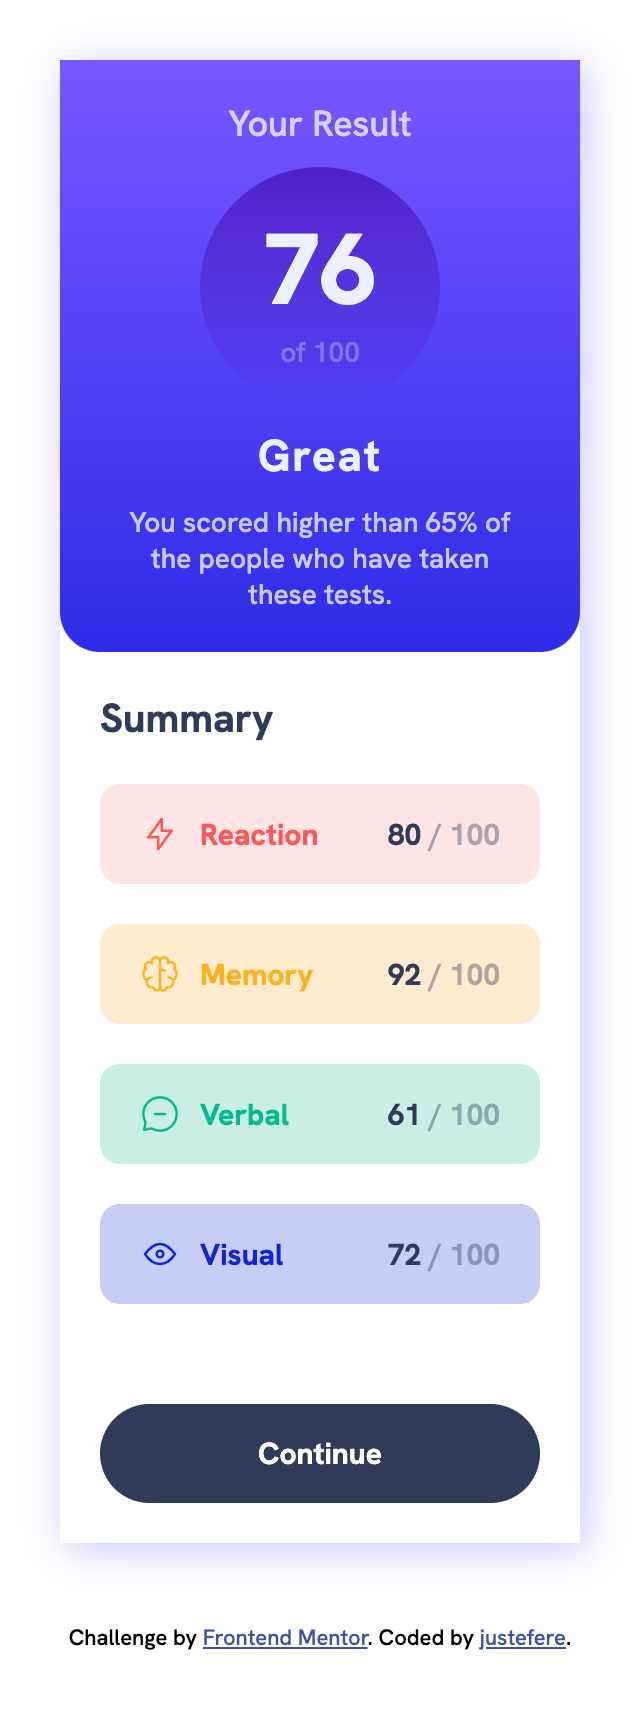 Your Result
76
of 100
Great
You scored higher than 65% of
the people who have taken
these tests.
Summary
Reaction 80 / 100
Memory 92 / 100
Verbal 61 / 100
Visual 72 / 100
Continue
Challenge by Frontend Mentor. Coded by justefere.